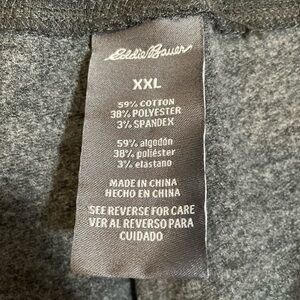 Eddie Bauer
XXL
59% COTTON
38% POLYESTER
3% SPANDEX
59% algodón
38% poliéster
3% elastano
MADE IN CHINA
HECHO EN CHINA
SEE REVERSE FOR CARE
VER AL REVERSO PARA
CUIDADO